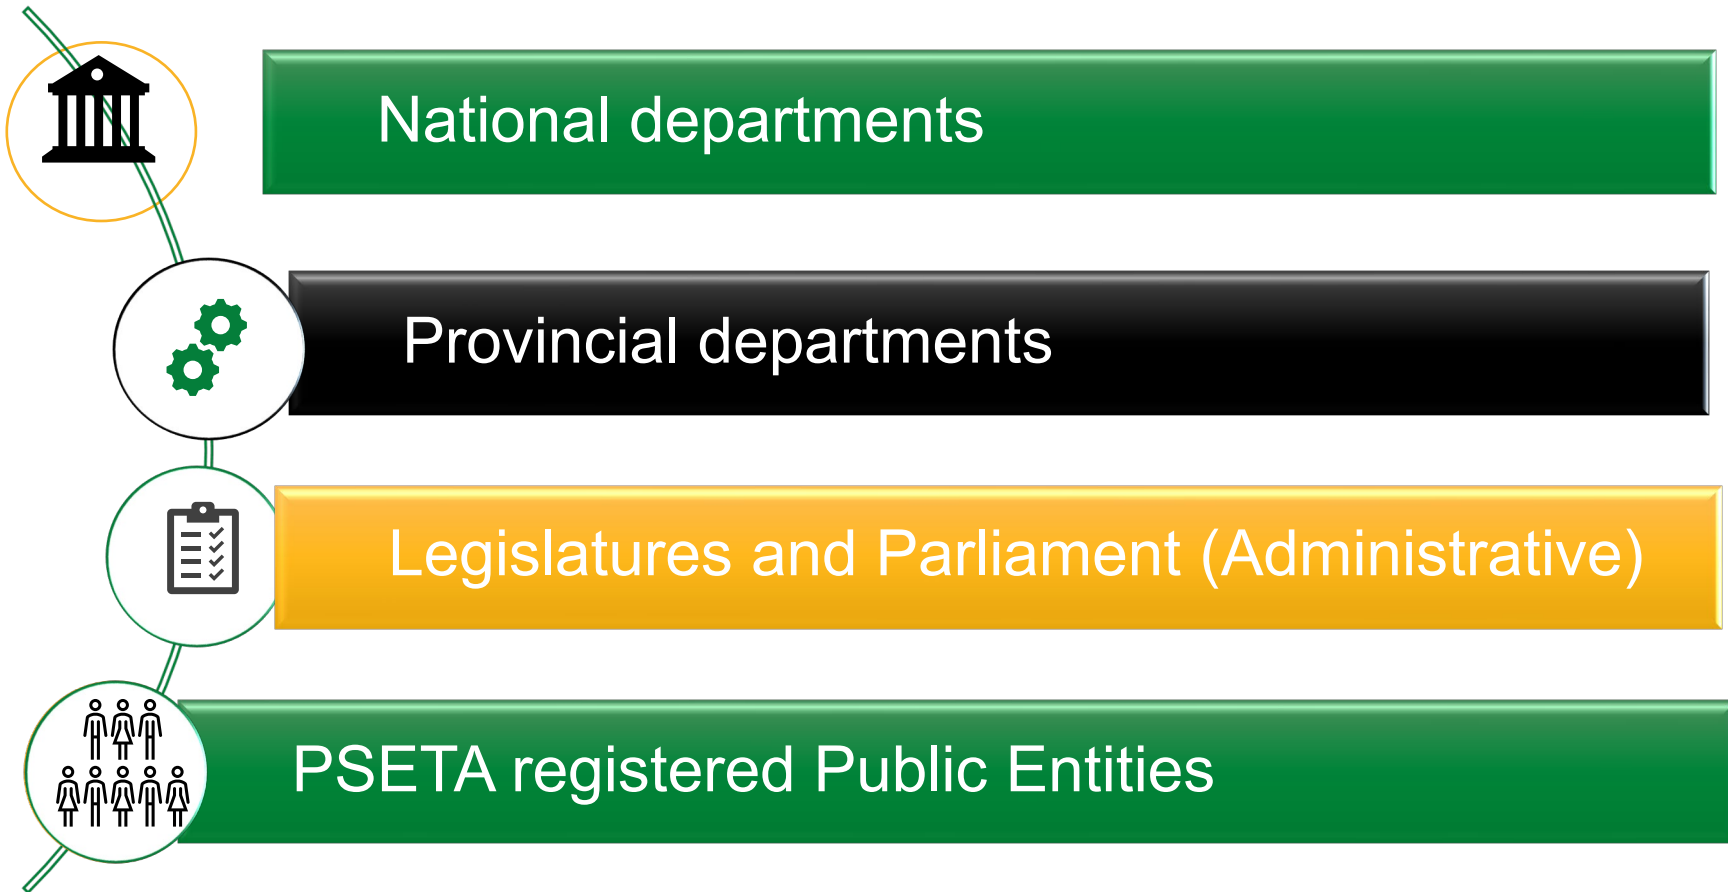 National departments
Provincial departments
Legislatures and Parliament (Administrative)
PSETA registered Public Entities